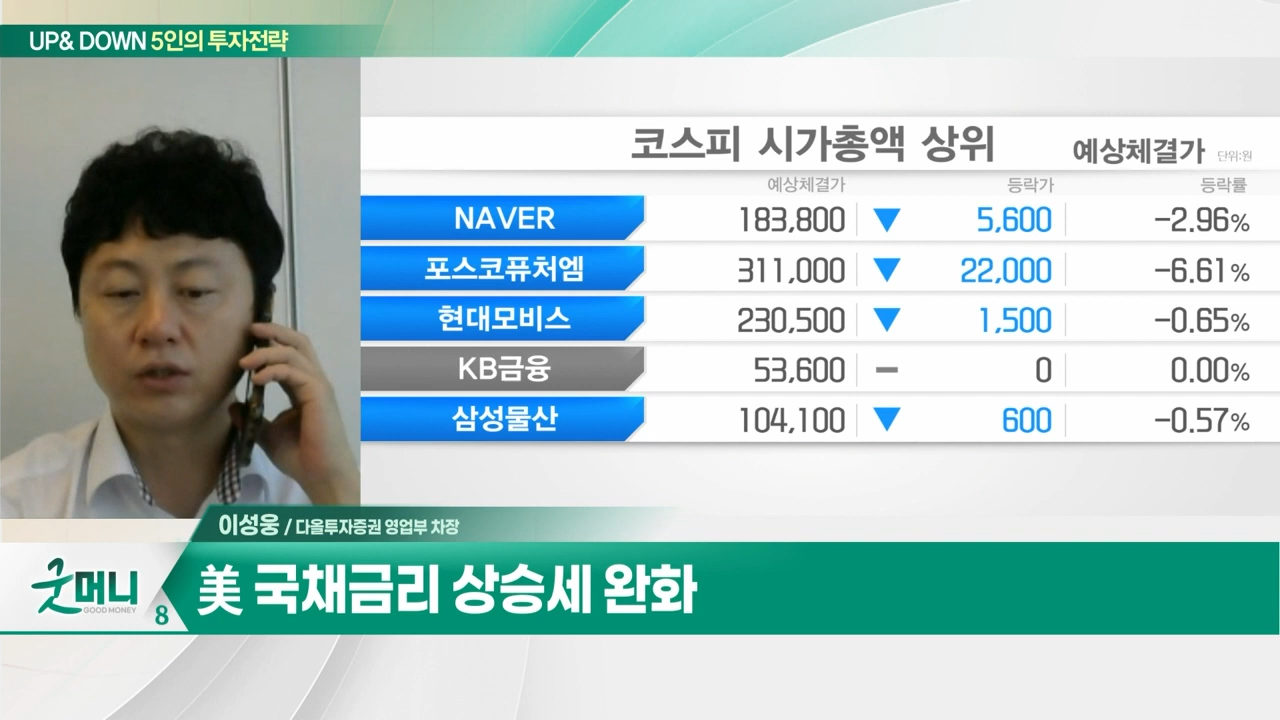 UP& DOWN 5인의 투자전략
코스피 시가총액 상위 예상체결가 단위:원
예상체결가 등락가 등락률
NAVER 183,800 ▼ 5,600 -2.96%
포스코퓨처엠 311,000 ▼ 22,000 -6.61%
현대모비스 230,500 ▼ 1,500 -0.65%
KB금융 53,600 - 0 0.00%
삼성물산 104,100 ▼ 600 -0.57%
이성웅 / 다올투자증권 영업부 차장
굿머니 GOOD MONEY 8
美 국채금리 상승세 완화